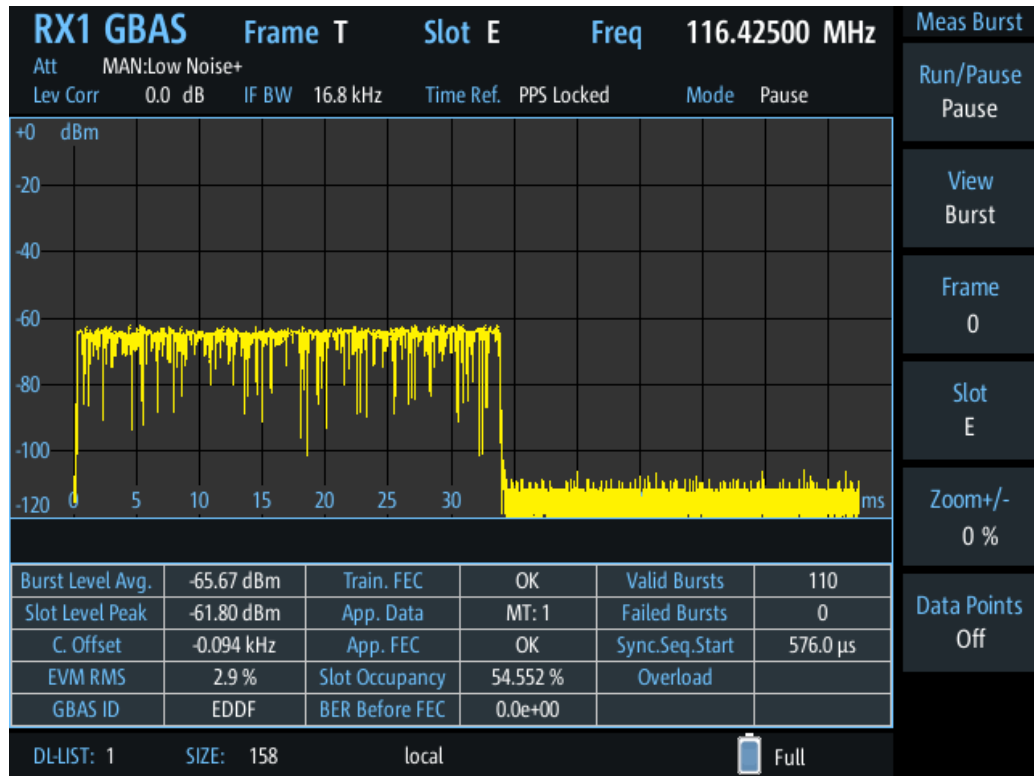 RX1 GBAS Frame T Slot E Freq 116.42500 MHz
Att MAN:Low Noise+
Lev Corr 0.0 dB IF BW 16.8 kHz Time Ref. PPS Locked Mode Pause
+0 dBm
-20
-40
-60
-80
-100
-120 0 5 10 15 20 25 30 ms
Burst Level Avg. -65.67 dBm Train. FEC OK Valid Bursts 110
Slot Level Peak -61.80 dBm App. Data MT: 1 Failed Bursts 0
C. Offset -0.094 kHz App. FEC OK Sync.Seq.Start 576.0 µs
EVM RMS 2.9 % Slot Occupancy 54.552 % Overload
GBAS ID EDDF BER Before FEC 0.0e+00
DL-LIST: 1 SIZE: 158 local Full
Meas Burst
Run/Pause
Pause
View
Burst
Frame
0
Slot
E
Zoom+/-
0 %
Data Points
Off